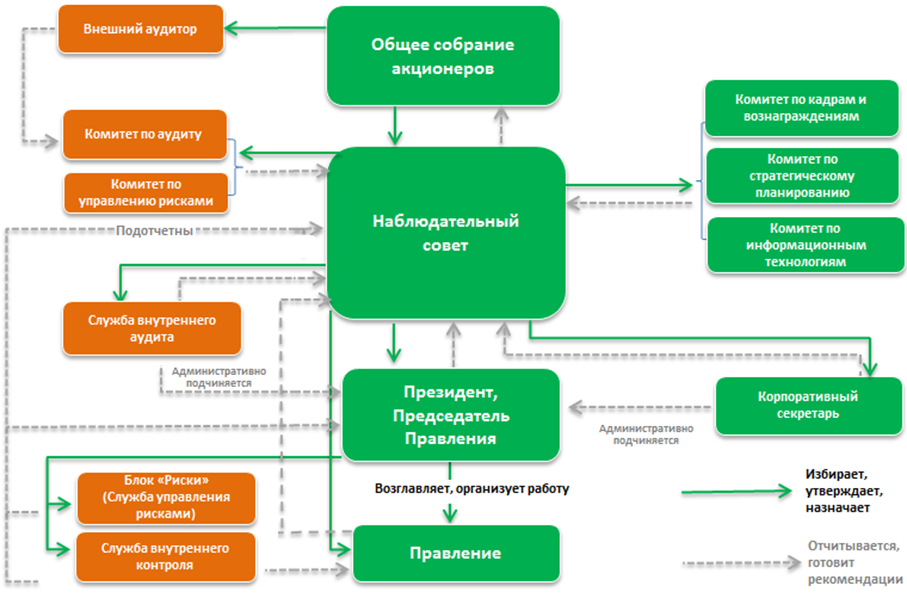 Внешний аудитор
Общее собрание
акционеров
Комитет по кадрам и
вознаграждениям
Комитет по аудиту
Комитет по
управлению рисками
Комитет по
стратегическому
планированию
Наблюдательный
совет
Подотчетны
Комитет по
информационным
технологиям
Служба внутреннего
аудита
Административно
подчиняется
Президент,
Председатель
Правления
Корпоративный
секретарь
Административно
подчиняется
Блок «Риски»
(Служба управления
рисками)
Возглавляет, организует работу
Избирает,
утверждает,
назначает
Служба внутреннего
контроля
Правление
Отчитывается,
готовит
рекомендации